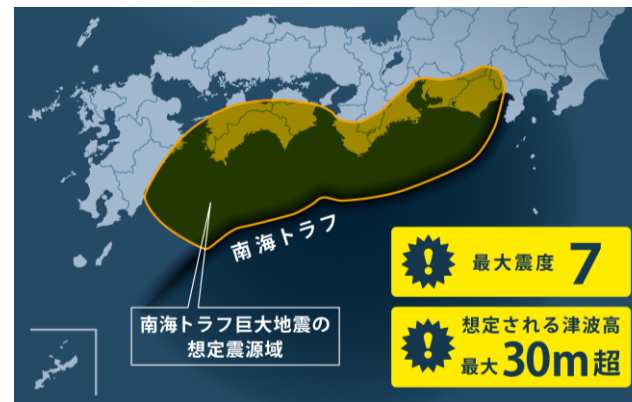 南海トラフ
南海トラフ巨大地震の
想定震源域
最大震度 7
想定される津波高
最大30m超